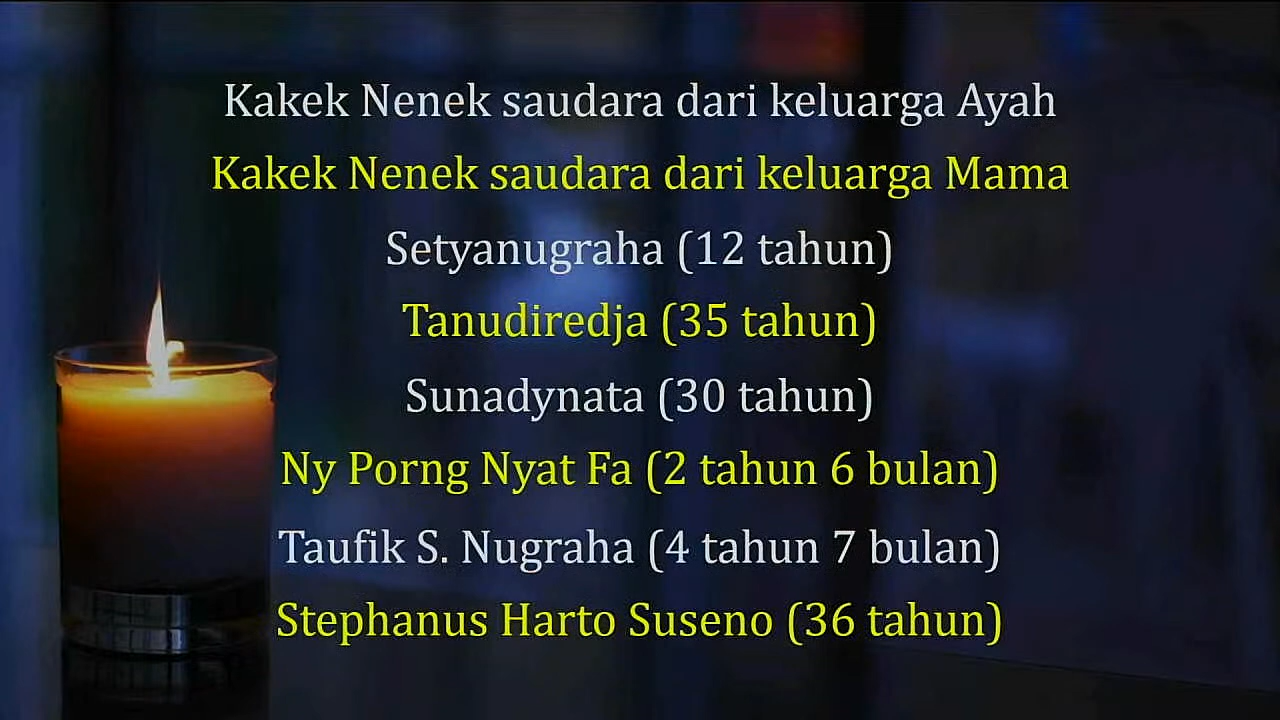 Kakek Nenek saudara dari keluarga Ayah
Kakek Nenek saudara dari keluarga Mama
Setyanugraha (12 tahun)
Tanudiredja (35 tahun)
Sunadynata (30 tahun)
Ny Porng Nyat Fa (2 tahun 6 bulan)
Taufik S. Nugraha (4 tahun 7 bulan)
Stephanus Harto Suseno (36 tahun)